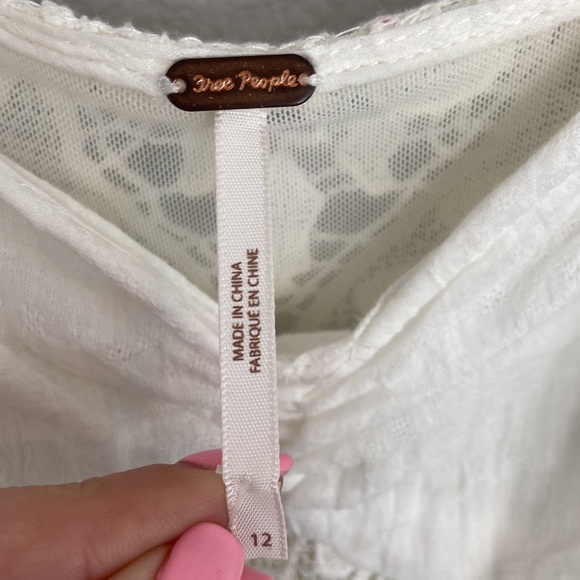 Free People
MADE IN CHINA
FABRIQUÉ EN CHINE
12